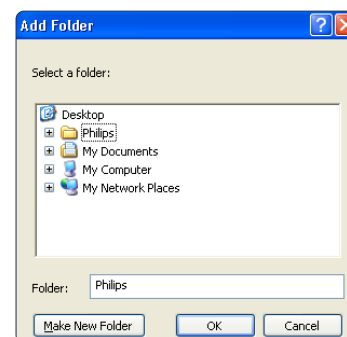 Add Folder
Select a folder:
Desktop
Philips
My Documents
My Computer
My Network Places
Folder: Philips
Make New Folder OK Cancel